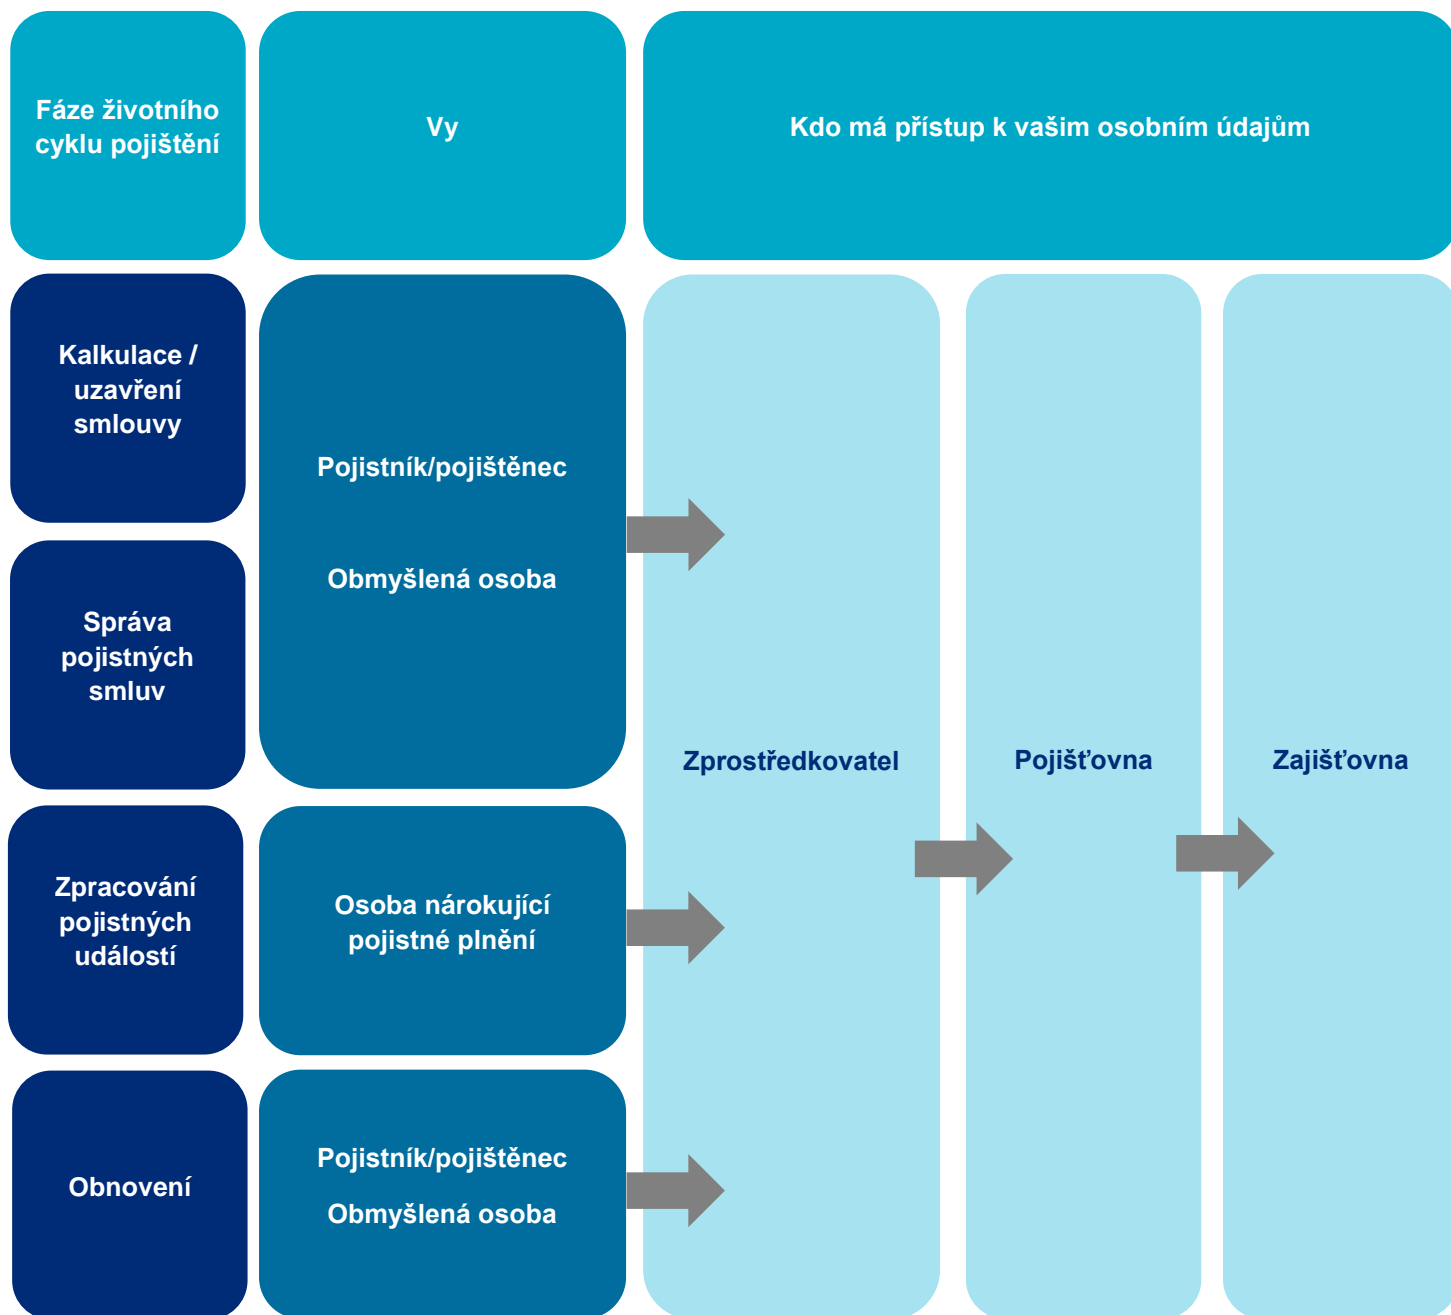 Fáze životního
cyklu pojištění
Vy
Kdo má přístup k vašim osobním údajům
Kalkulace /
uzavření
smlouvy
Pojistník/pojištěnec
Obmyšlená osoba
Správa
pojistných
smluv
Zprostředkovatel
Pojišťovna
Zajišťovna
Zpracování
pojistných
událostí
Osoba nárokující
pojistné plnění
Obnovení
Pojistník/pojištěnec
Obmyšlená osoba